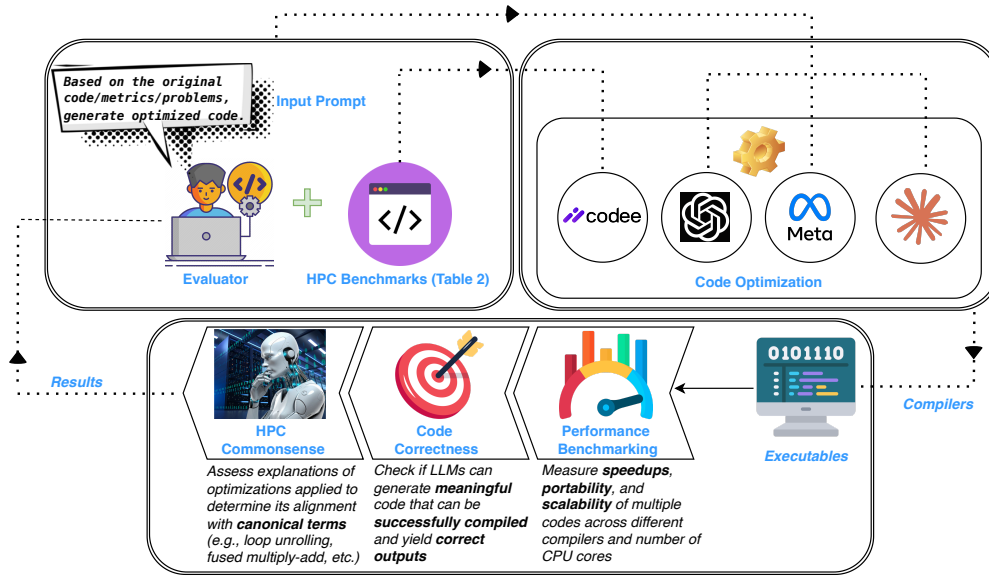 Based on the original
code/metrics/problems,
generate optimized code.
Input Prompt
</>
</>
Evaluator
HPC Benchmarks (Table 2)
codee
Meta
Code Optimization
Results
HPC
Commonsense
Assess explanations of
optimizations applied to
determine its alignment
with canonical terms
(e.g., loop unrolling,
fused multiply-add, etc.)
Code
Correctness
Check if LLMs can
generate meaningful
code that can be
successfully compiled
and yield correct
outputs
Performance
Benchmarking
Measure speedups,
portability, and
scalability of multiple
codes across different
compilers and number of
CPU cores
0101110
Executables
Compilers